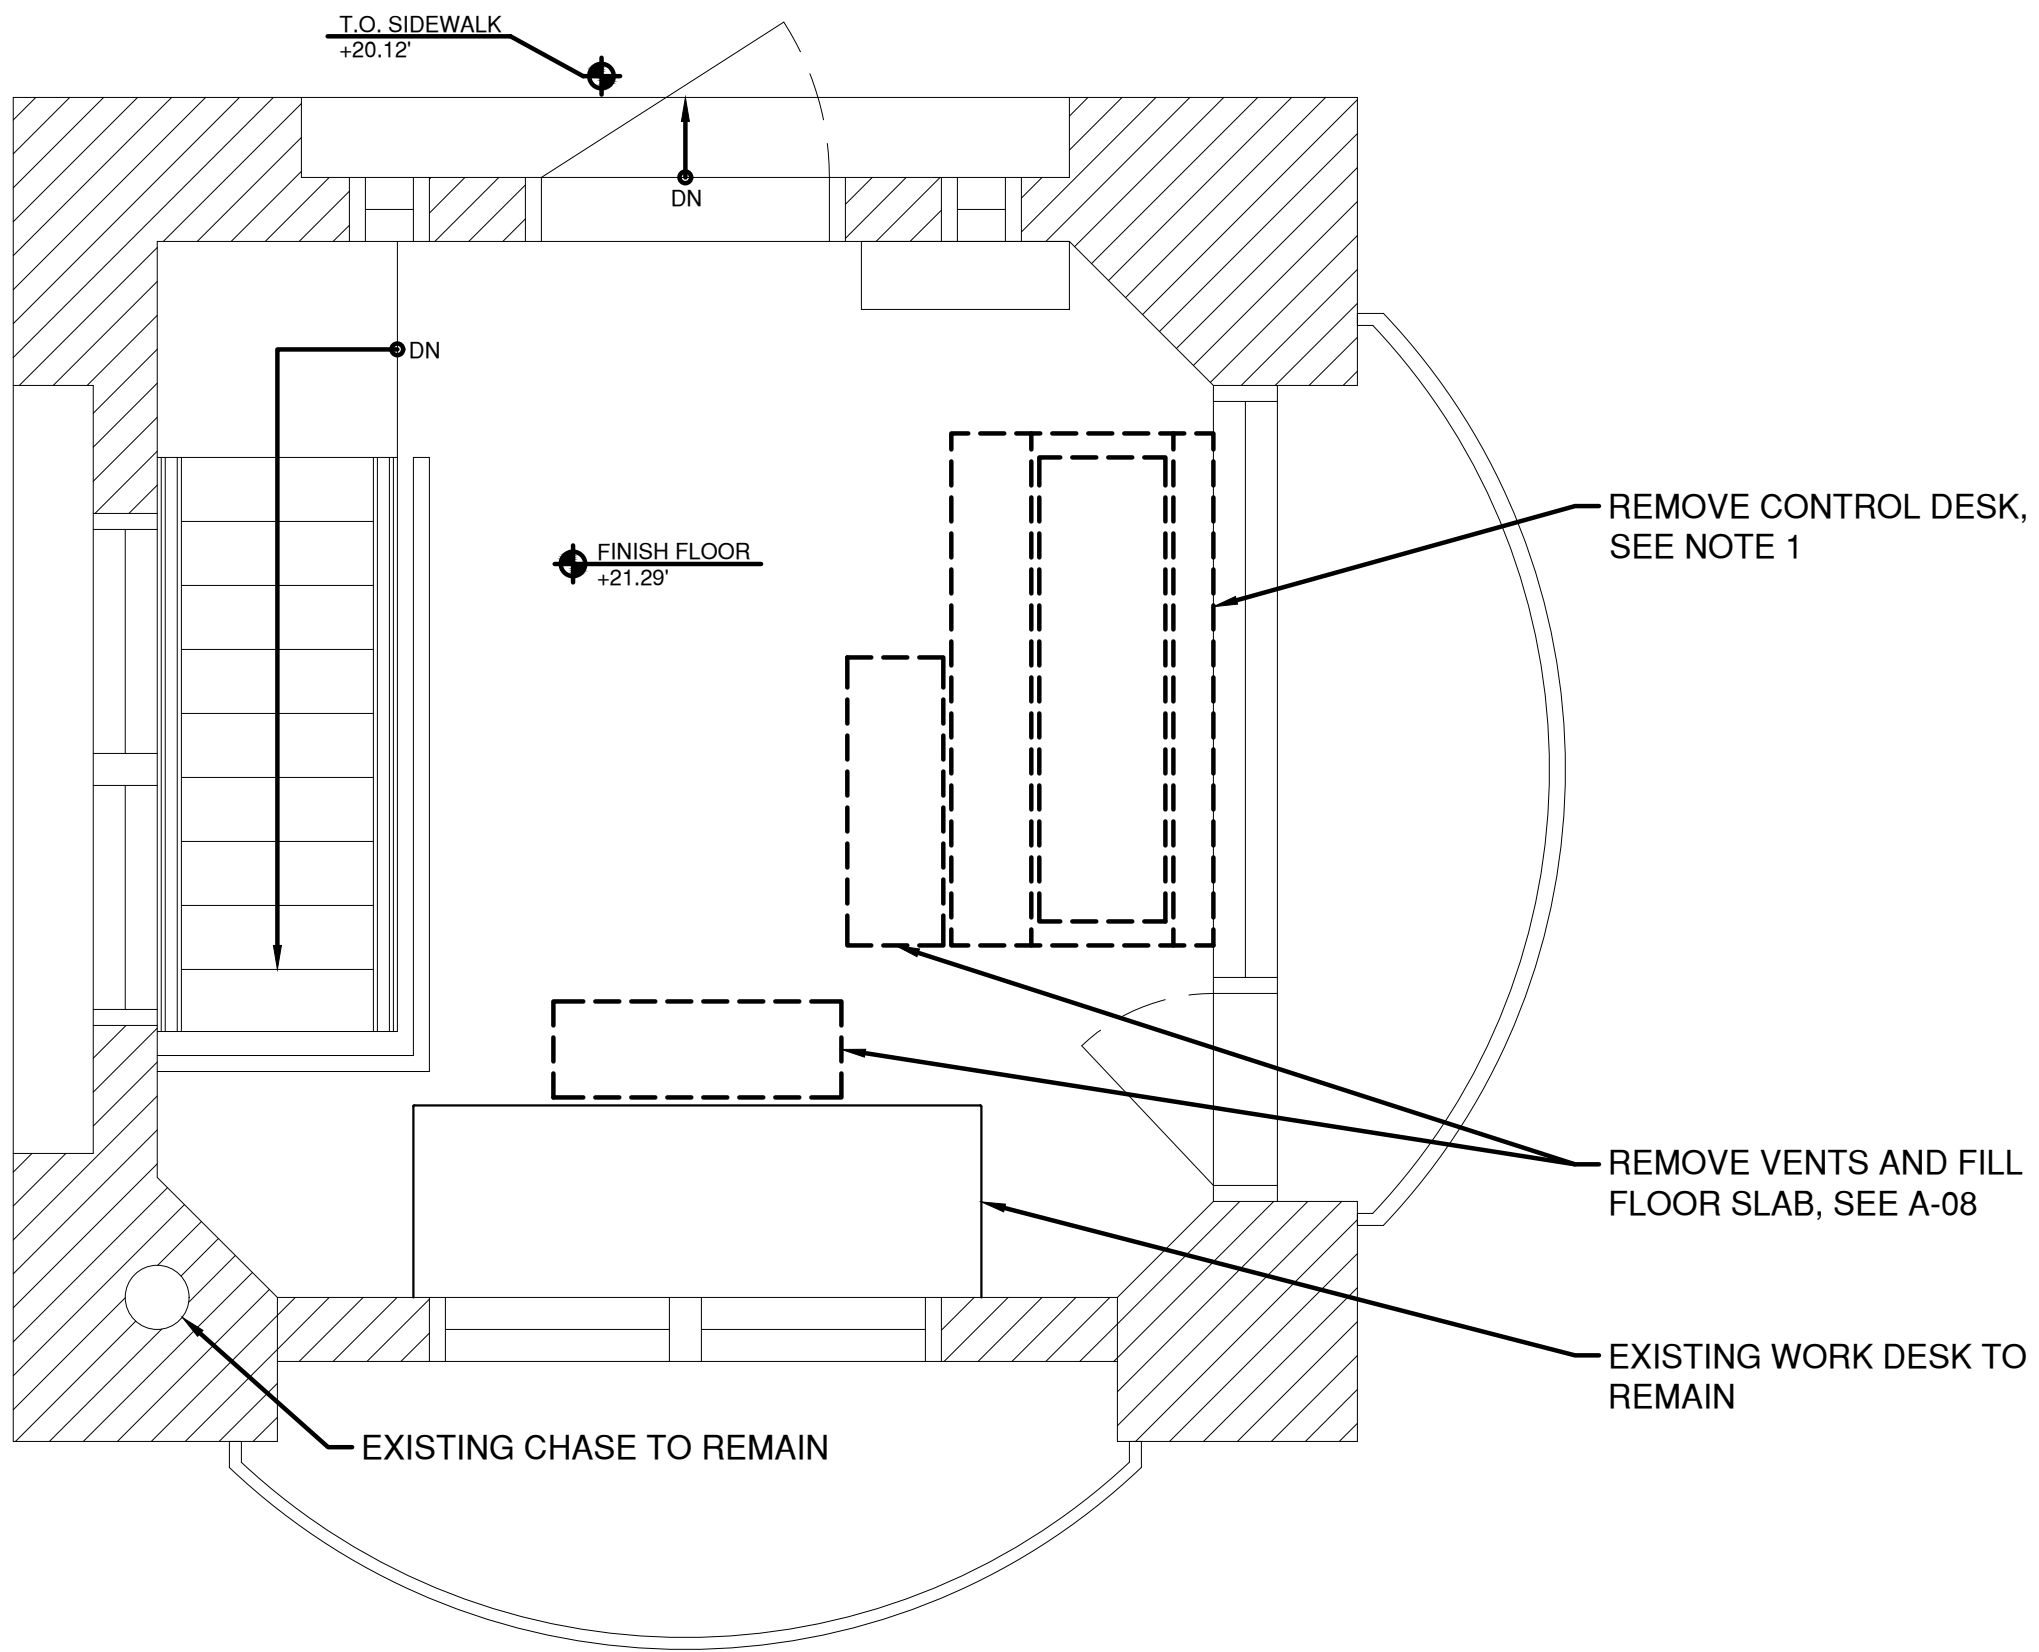 T.O. SIDEWALK
+20.12'
DN
DN
REMOVE CONTROL DESK,
SEE NOTE 1
FINISH FLOOR
+21.29'
REMOVE VENTS AND FILL
FLOOR SLAB, SEE A-08
EXISTING WORK DESK TO
REMAIN
EXISTING CHASE TO REMAIN